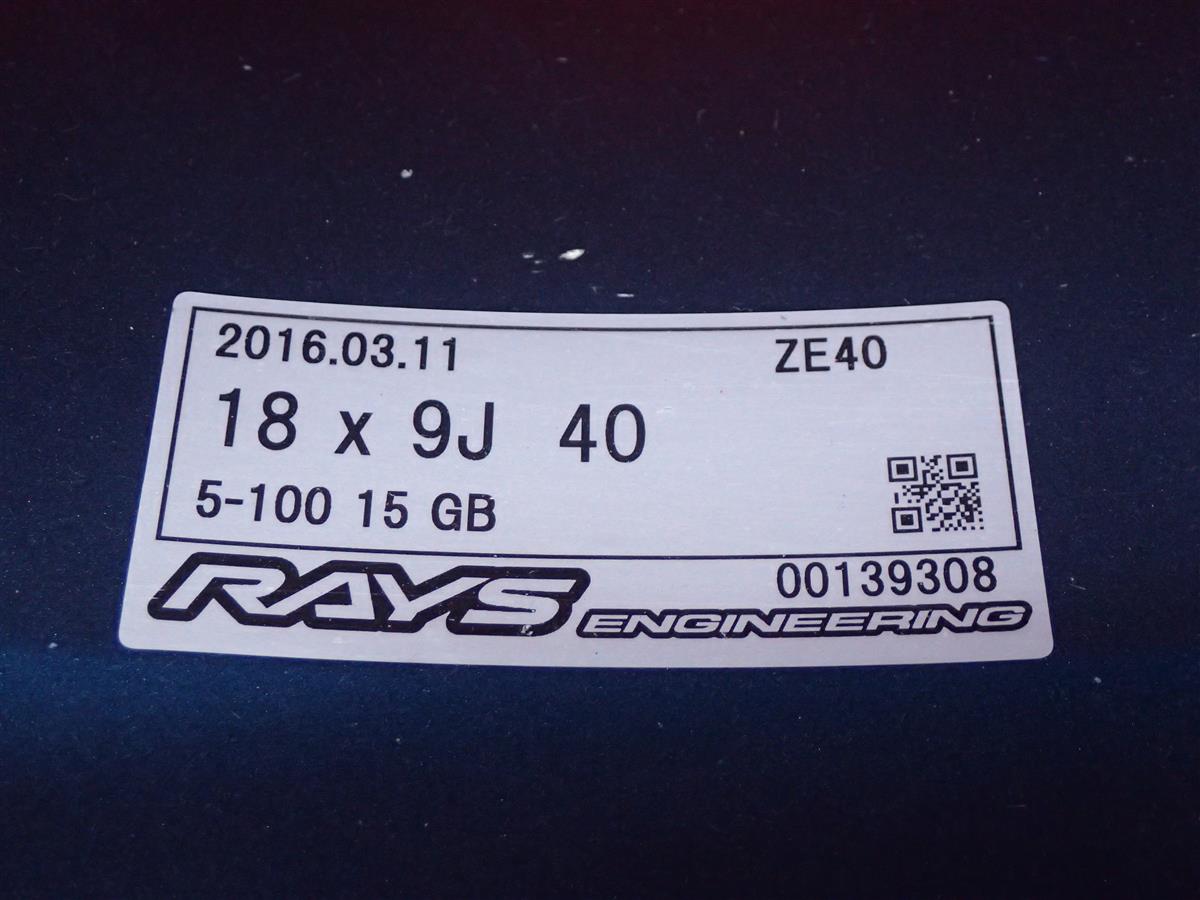 2016.03.11 ZE40
18 x 9J 40
5-100 15 GB
00139308
RAYS ENGINEERING